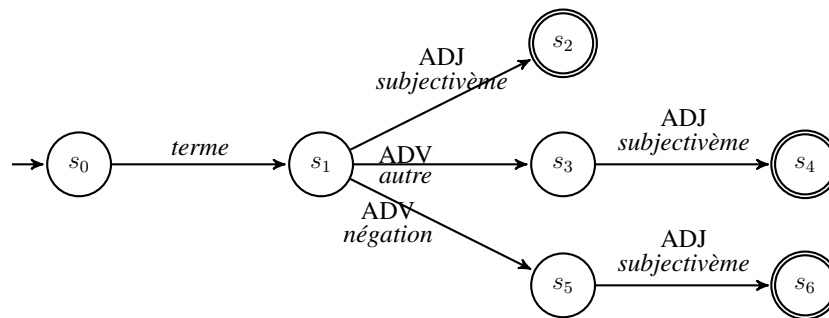 ADJ
subjectivème
s₂
s₀
terme
s₁
ADV
autre
s₃
ADJ
subjectivème
s₄
ADV
négation
s₅
ADJ
subjectivème
s₆